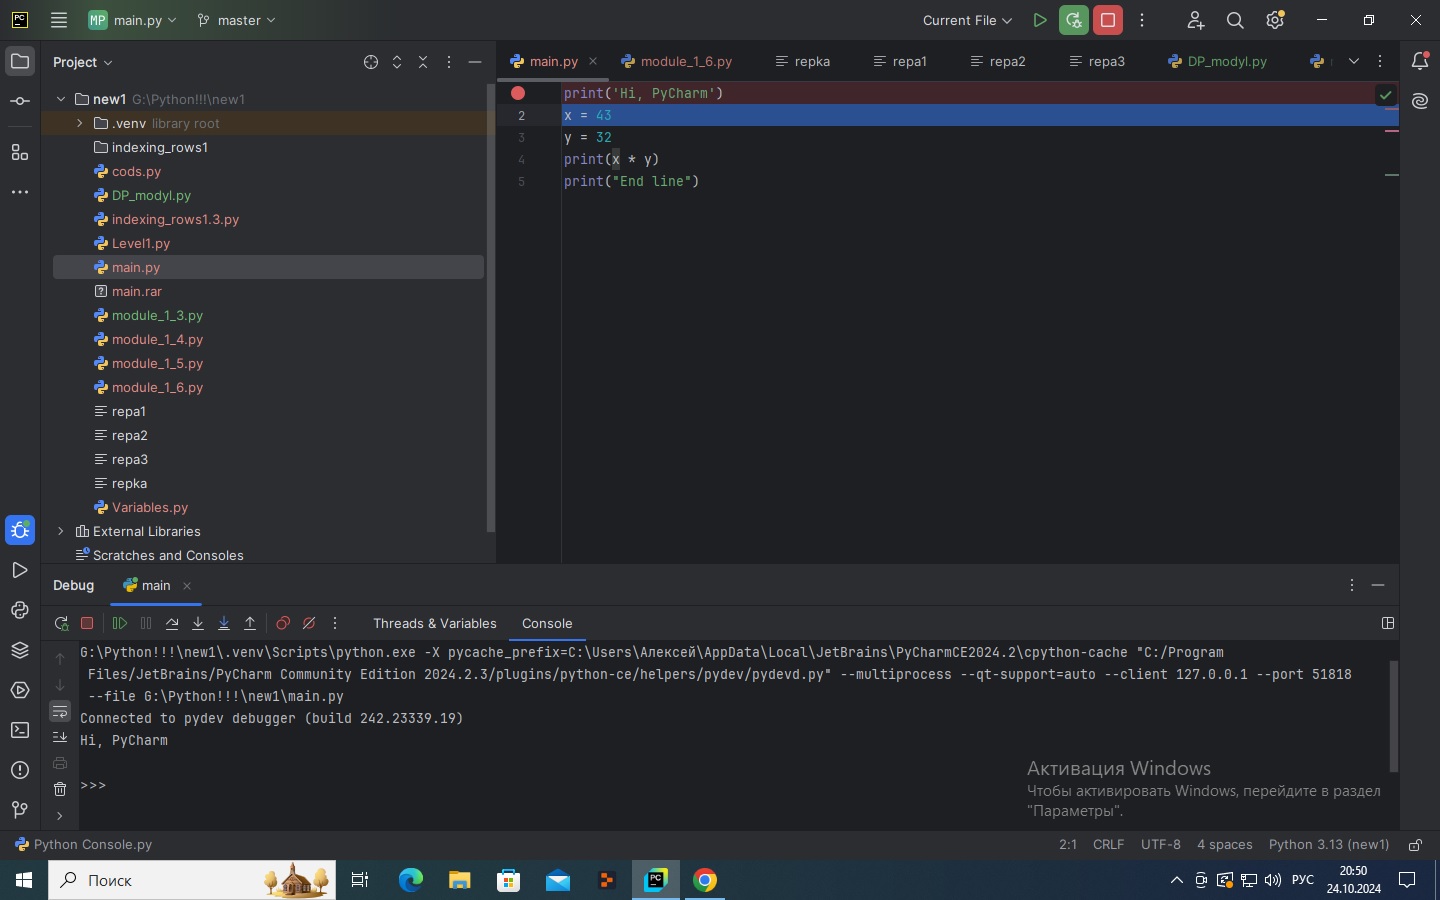 PC MP main.py master Current File
Project main.py module_1_6.py repka repa1 repa2 repa3 DP_modyl.py
new1 G:\Python!!!\new1
.venv library root
indexing_rows1
cods.py
DP_modyl.py
indexing_rows1.3.py
Level1.py
main.py
main.rar
module_1_3.py
module_1_4.py
module_1_5.py
module_1_6.py
repa1
repa2
repa3
repka
Variables.py
External Libraries
Scratches and Consoles
print('Hi, PyCharm')
2 x = 43
3 y = 32
4 print(x * y)
5 print("End line")
Debug main
Threads & Variables Console
G:\Python!!!\new1\.venv\Scripts\python.exe -X pycache_prefix=C:\Users\Алексей\AppData\Local\JetBrains\PyCharmCE2024.2\cpython-cache "C:/Program
Files/JetBrains/PyCharm Community Edition 2024.2.3/plugins/python-ce/helpers/pydev/pydevd.py" --multiprocess --qt-support=auto --client 127.0.0.1 --port 51818
--file G:\Python!!!\new1\main.py
Connected to pydev debugger (build 242.23339.19)
Hi, PyCharm
>>>
Активация Windows
Чтобы активировать Windows, перейдите в раздел
"Параметры".
Python Console.py 2:1 CRLF UTF-8 4 spaces Python 3.13 (new1)
Поиск PC РУС 20:50
24.10.2024